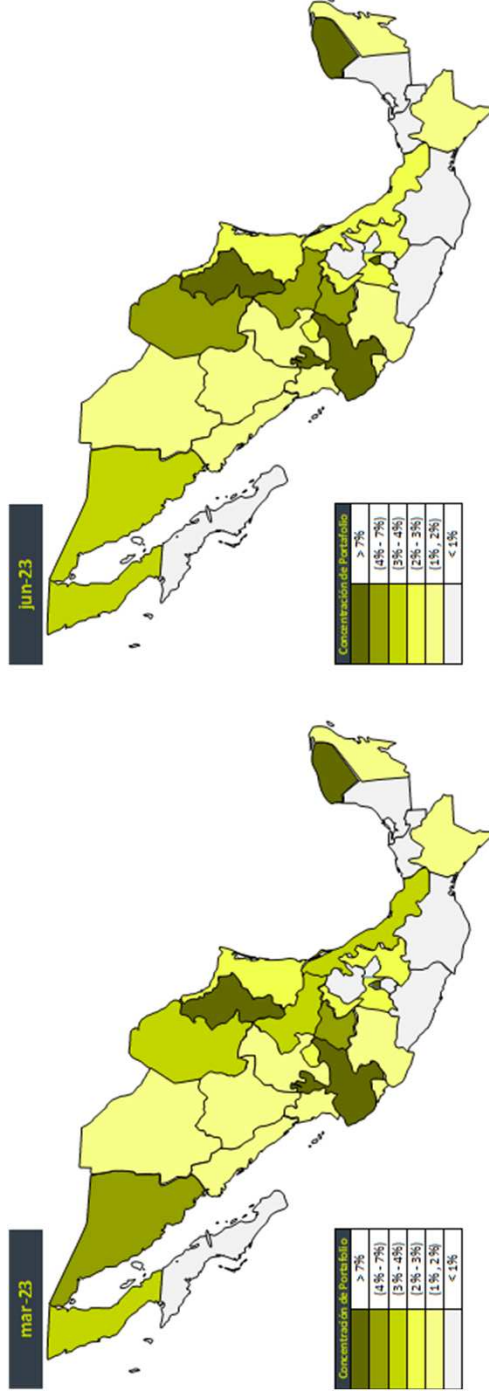 mar-23
Concentración de Portafolio
> 7%
(4% - 7%)
(3% - 4%)
(2% - 3%)
(1% , 2%)
< 1%
jun-23
Concentración de Portafolio
> 7%
(4% - 7%)
(3% - 4%)
(2% - 3%)
(1% , 2%)
< 1%